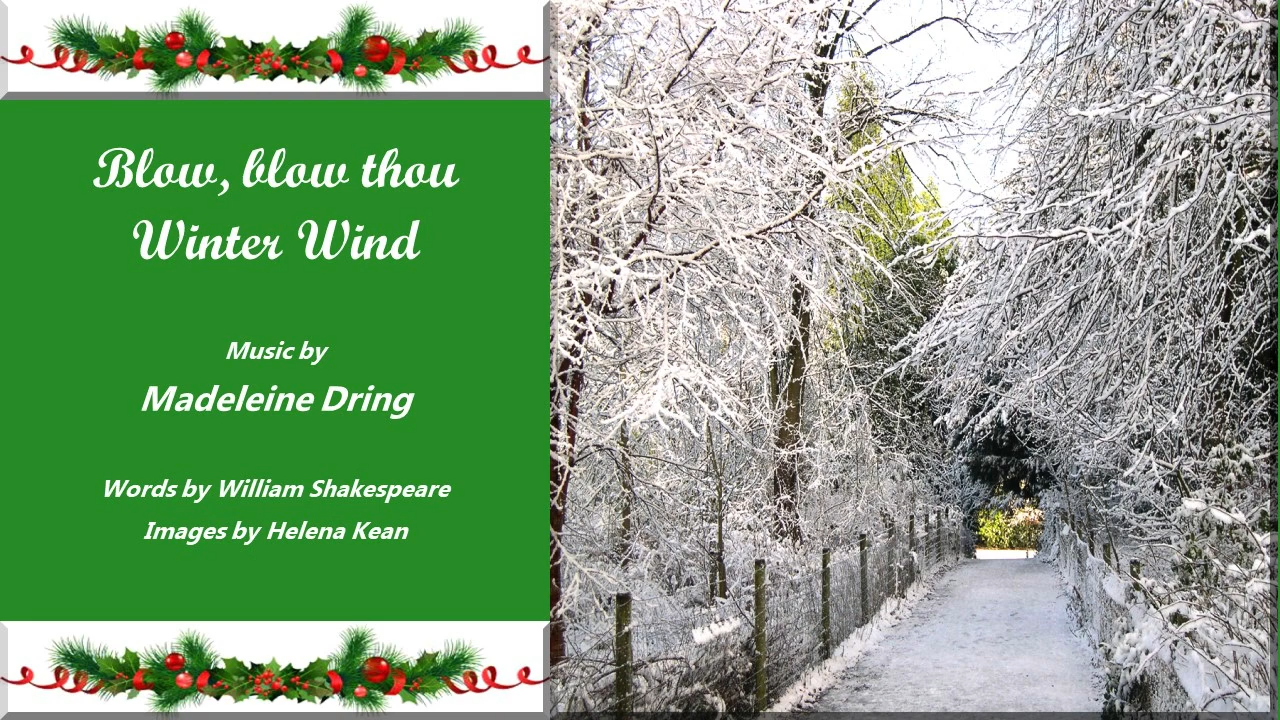 Blow, blow thou
Winter Wind
Music by
Madeleine Dring
Words by William Shakespeare
Images by Helena Kean